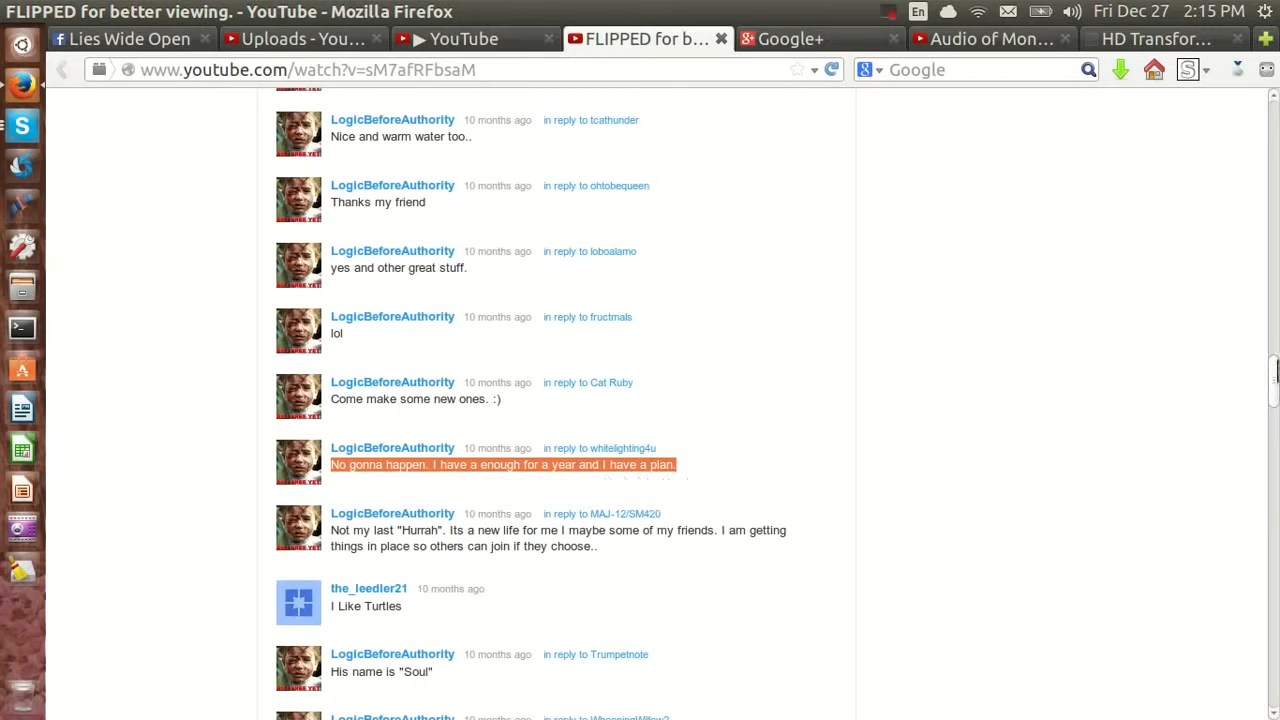 FLIPPED for better viewing. - YouTube - Mozilla Firefox
En
Fri Dec 27 2:15 PM
Lies Wide Open
Uploads - You...
▶ YouTube
FLIPPED for b...
Google+
Audio of Mon...
HD Transfor...
www.youtube.com/watch?v=sM7afRFbsaM
Google
LogicBeforeAuthority 10 months ago in reply to tcathunder
Nice and warm water too..
LogicBeforeAuthority 10 months ago in reply to ohtobequeen
Thanks my friend
LogicBeforeAuthority 10 months ago in reply to loboalamo
yes and other great stuff.
LogicBeforeAuthority 10 months ago in reply to fructmals
lol
LogicBeforeAuthority 10 months ago in reply to Cat Ruby
Come make some new ones. :)
LogicBeforeAuthority 10 months ago in reply to whitelighting4u
No gonna happen. I have a enough for a year and I have a plan.
LogicBeforeAuthority 10 months ago in reply to MAJ-12/SM420
Not my last "Hurrah". Its a new life for me I maybe some of my friends. I am getting
things in place so others can join if they choose..
the_leedler21 10 months ago
I Like Turtles
LogicBeforeAuthority 10 months ago in reply to Trumpetnote
His name is "Soul"
LogicBeforeAuthority 10 months ago in reply to WhoopingWillow2